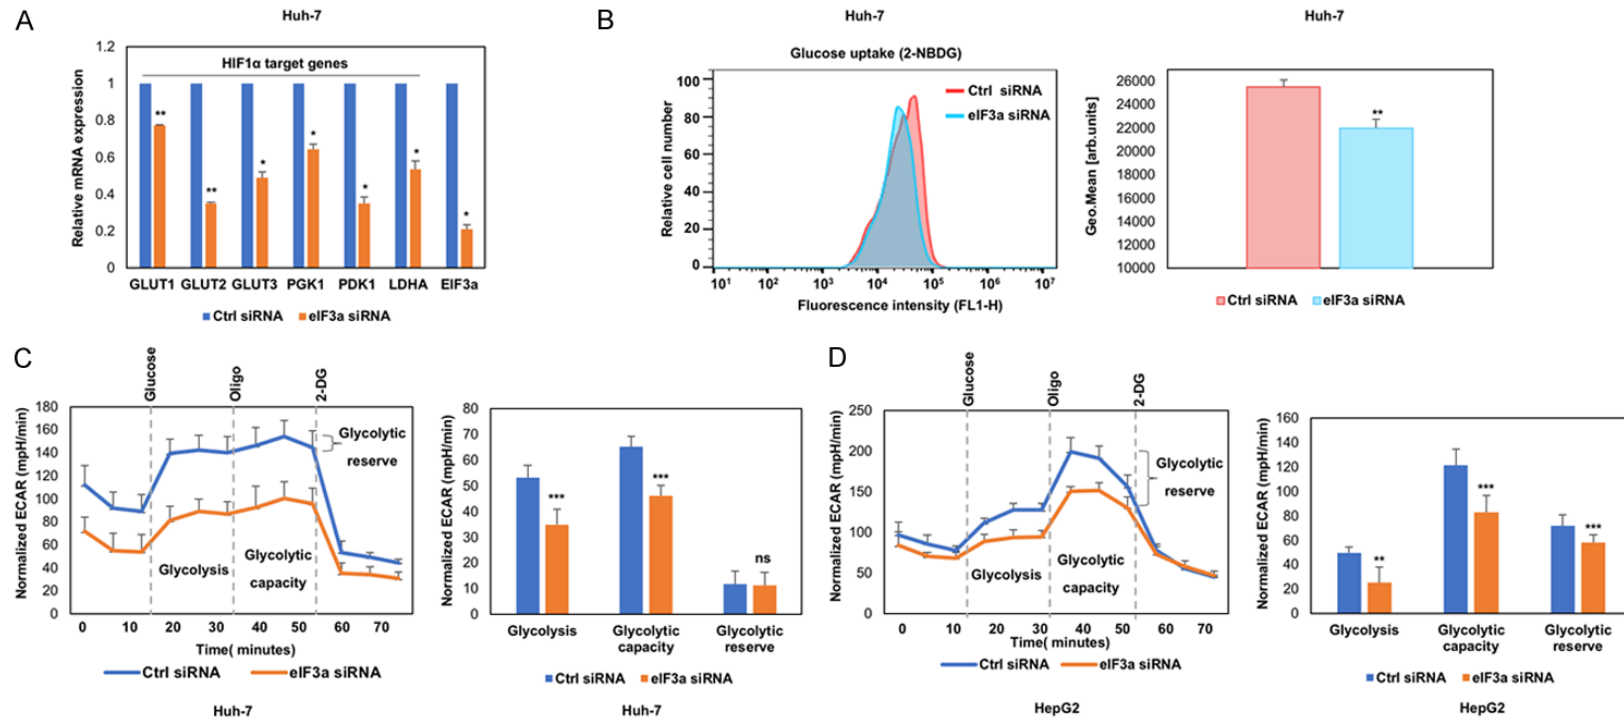 A
Huh-7
HIF1α target genes
Relative mRNA expression
1.2
1
0.8
0.6
0.4
0.2
0
**
**
*
*
*
*
*
GLUT1 GLUT2 GLUT3 PGK1 PDK1 LDHA EIF3a
Ctrl siRNA eIF3a siRNA
B
Huh-7
Glucose uptake (2-NBDG)
Relative cell number
100
80
60
40
20
0
Ctrl siRNA
eIF3a siRNA
10¹ 10² 10³ 10⁴ 10⁵ 10⁶ 10⁷
Fluorescence intensity (FL1-H)
Huh-7
Geo.Mean [arb.units]
26000
24000
22000
20000
18000
16000
14000
12000
10000
**
Ctrl siRNA eIF3a siRNA
C
Glucose
Oligo
2-DG
Normalized ECAR (mpH/min)
180
160
140
120
100
80
60
40
20
0
Glycolytic
reserve
Glycolysis
Glycolytic
capacity
0 10 20 30 40 50 60 70
Time( minutes)
Ctrl siRNA eIF3a siRNA
Huh-7
Normalized ECAR (mpH/min)
80
70
60
50
40
30
20
10
0
***
***
ns
Glycolysis Glycolytic Glycolytic
capacity reserve
Ctrl siRNA eIF3a siRNA
Huh-7
D
Glucose
Oligo
2-DG
Normalized ECAR (mpH/min)
250
200
150
100
50
0
Glycolytic
reserve
Glycolysis
Glycolytic
capacity
0 10 20 30 40 50 60 70
Time( minutes)
Ctrl siRNA eIF3a siRNA
HepG2
Normalized ECAR (mpH/min)
160
140
120
100
80
60
40
20
0
**
***
***
Glycolysis Glycolytic Glycolytic
capacity reserve
Ctrl siRNA eIF3a siRNA
HepG2